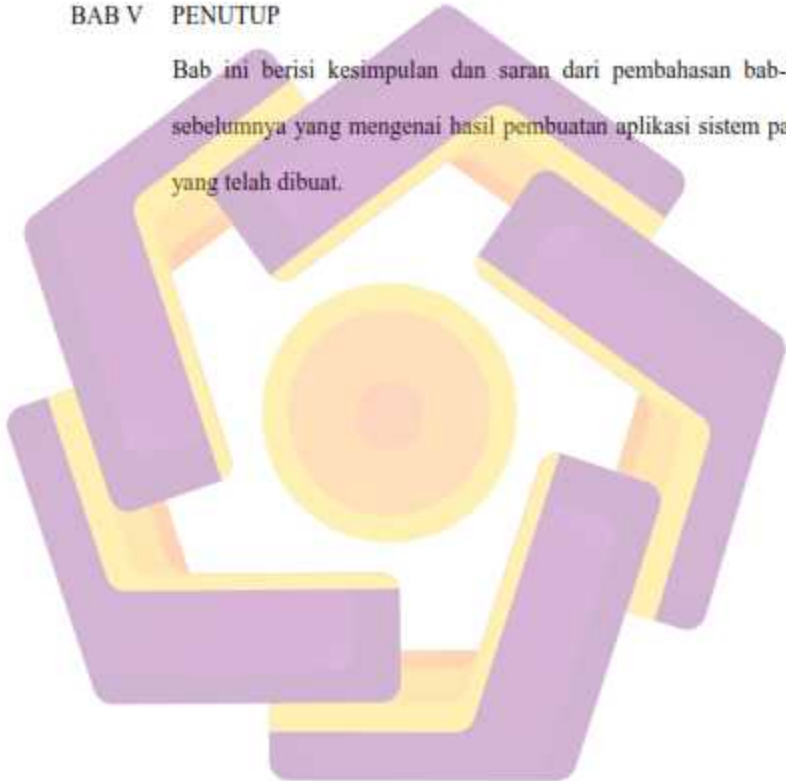 BAB V PENUTUP
Bab ini berisi kesimpulan dan saran dari pembahasan bab-
sebelumnya yang mengenai hasil pembuatan aplikasi sistem pa
yang telah dibuat.